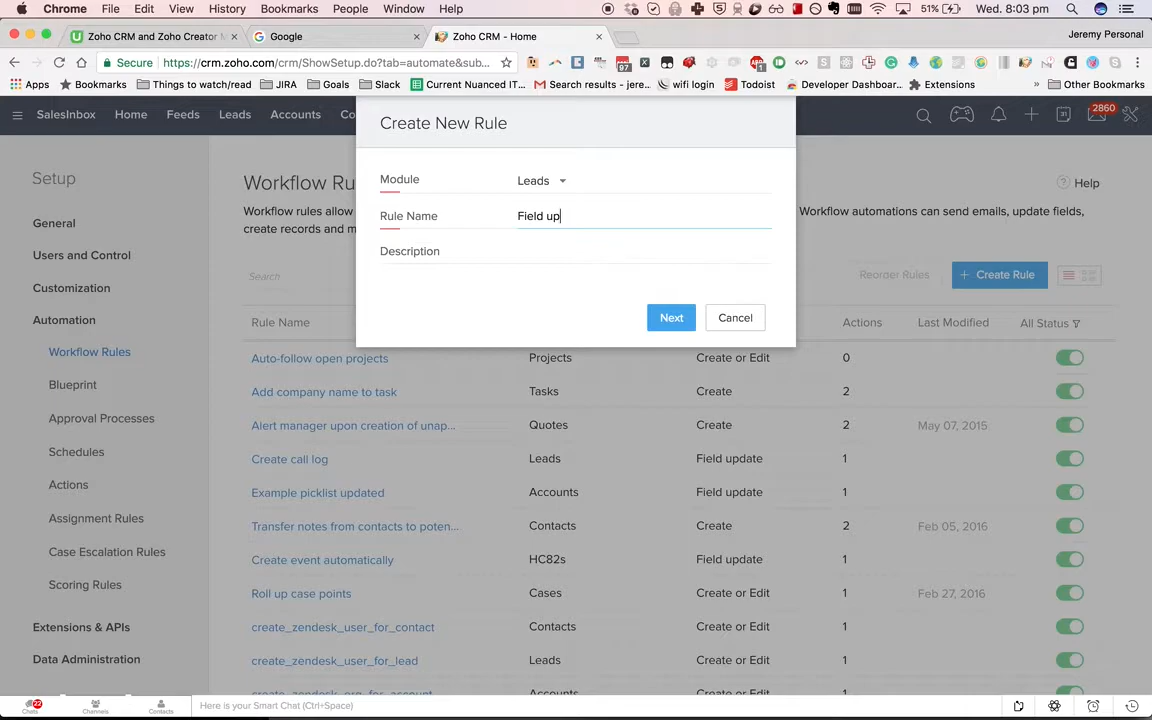 Chrome File Edit View History Bookmarks People Window Help 51% Wed. 8:03 pm
Zoho CRM and Zoho Creator M Google Zoho CRM - Home Jeremy Personal
Secure https://crm.zoho.com/crm/ShowSetup.do?tab=automate&sub...
Apps Bookmarks Things to watch/read JIRA Goals Slack Current Nuanced IT... Search results - jere... wifi login Todoist Developer Dashboar... Extensions » Other Bookmarks
SalesInbox Home Feeds Leads Accounts Co 2860
Create New Rule
Module Leads
Rule Name Field up
Description
Next Cancel
Setup
General
Users and Control
Customization
Automation
Workflow Rules
Blueprint
Approval Processes
Schedules
Actions
Assignment Rules
Case Escalation Rules
Scoring Rules
Extensions & APIs
Data Administration
Workflow Ru Help
Workflow rules allow Workflow automations can send emails, update fields,
create records and m
Search Reorder Rules + Create Rule
Rule Name Actions Last Modified All Status
Auto-follow open projects Projects Create or Edit 0
Add company name to task Tasks Create 2
Alert manager upon creation of unap... Quotes Create 2 May 07, 2015
Create call log Leads Field update 1
Example picklist updated Accounts Field update 1
Transfer notes from contacts to poten... Contacts Create 2 Feb 05, 2016
Create event automatically HC82s Field update 1
Roll up case points Cases Create or Edit 1 Feb 27, 2016
create_zendesk_user_for_contact Contacts Create or Edit 1
create_zendesk_user_for_lead Leads Create or Edit 1
create_zendesk_org_for_account Accounts Create or Edit 1
22
Chats Channels Contacts Here is your Smart Chat (Ctrl+Space)